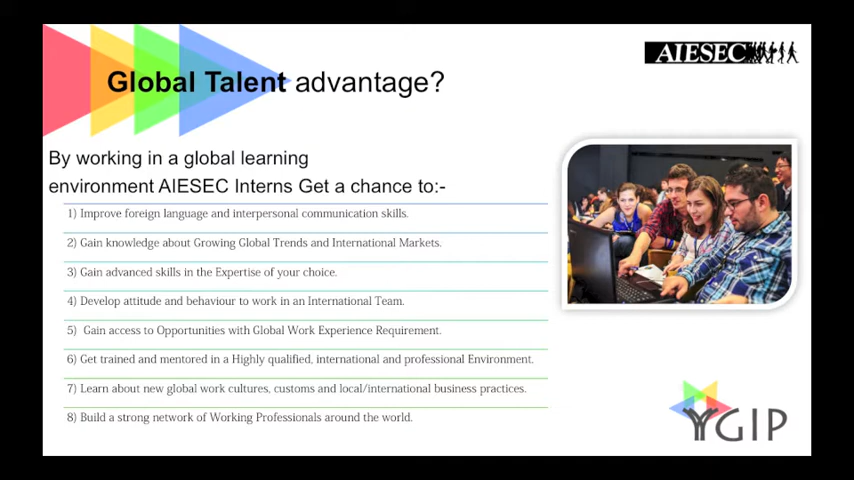 AIESEC
Global Talent advantage?
By working in a global learning
environment AIESEC Interns Get a chance to:-
1) Improve foreign language and interpersonal communication skills.
2) Gain knowledge about Growing Global Trends and International Markets.
3) Gain advanced skills in the Expertise of your choice.
4) Develop attitude and behaviour to work in an International Team.
5) Gain access to Opportunities with Global Work Experience Requirement.
6) Get trained and mentored in a Highly qualified, international and professional Environment.
7) Learn about new global work cultures, customs and local/international business practices.
8) Build a strong network of Working Professionals around the world.
GIP